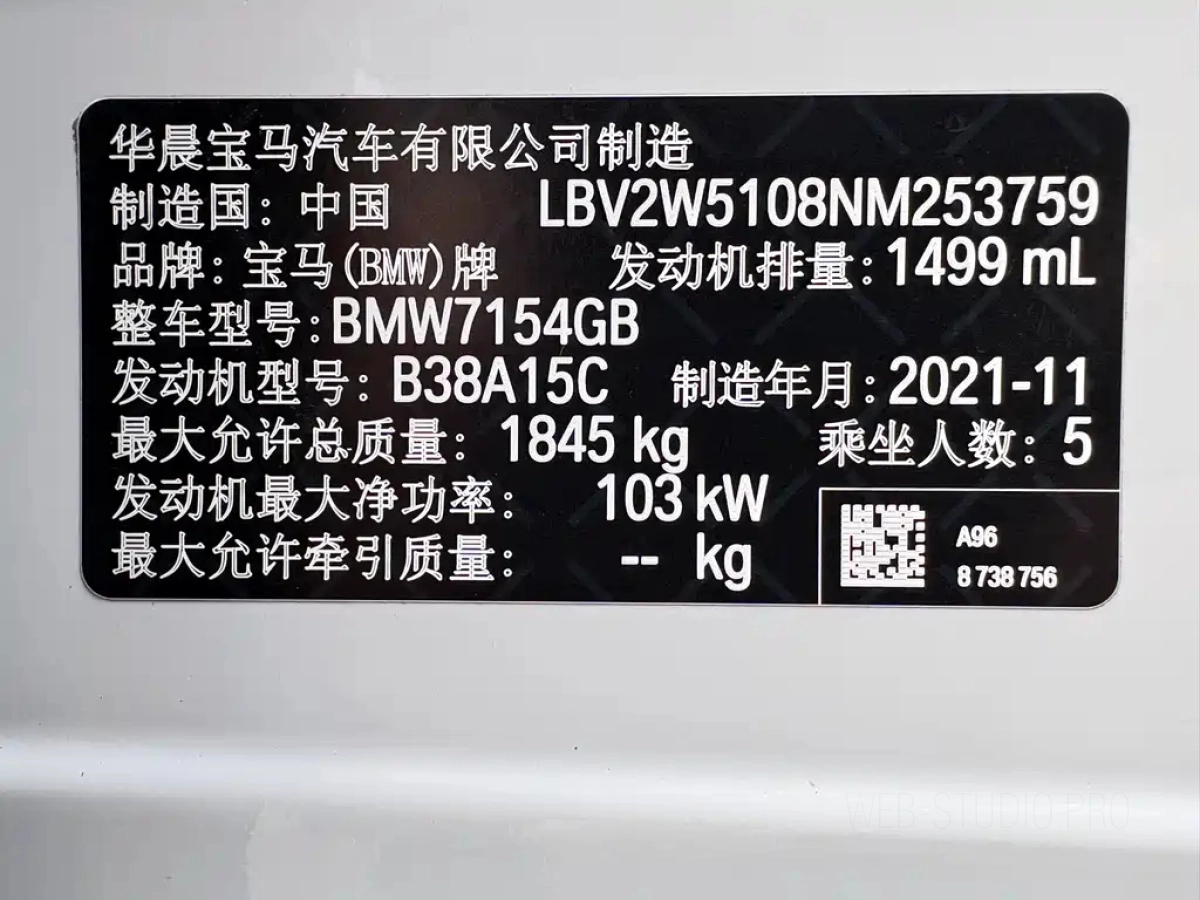 华晨宝马汽车有限公司制造
制造国：中国 LBV2W5108NM253759
品牌：宝马(BMW)牌 发动机排量：1499 mL
整车型号：BMW7154GB
发动机型号：B38A15C 制造年月：2021-11
最大允许总质量：1845 kg 乘坐人数：5
发动机最大净功率：103 kW
最大允许牵引质量：-- kg
A96
8 738 756
WEB-STUDIO PRO